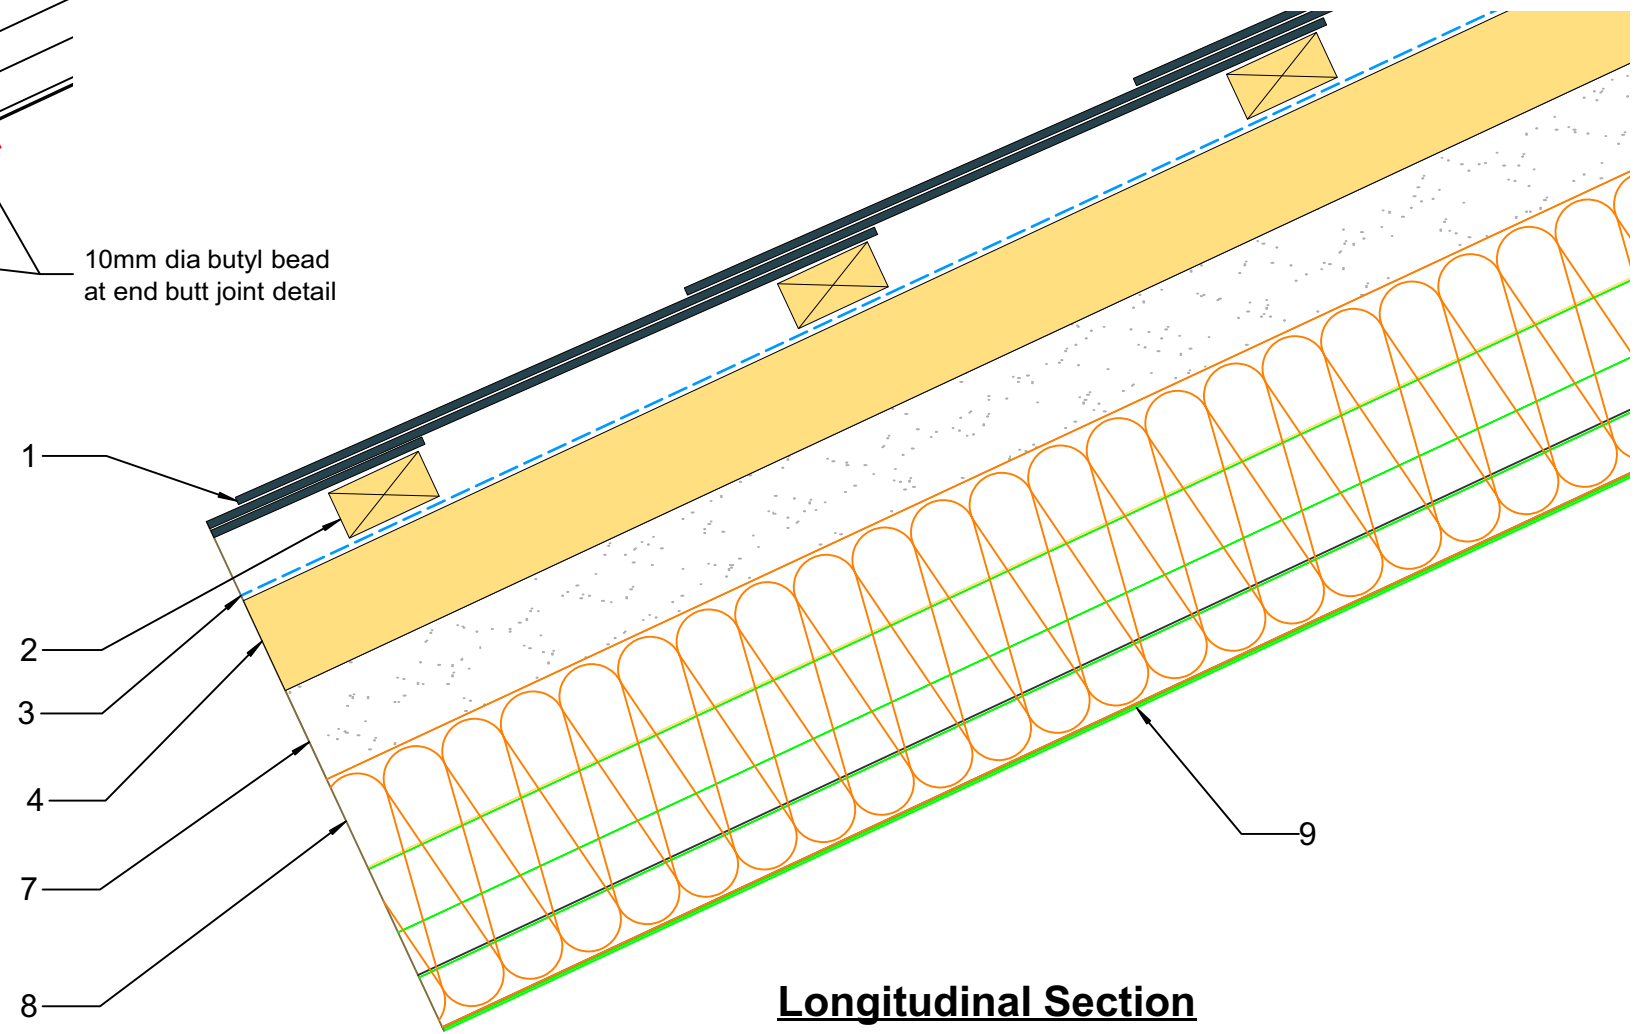 10mm dia butyl bead
at end butt joint detail
1
2
3
4
7
8
9
Longitudinal Section